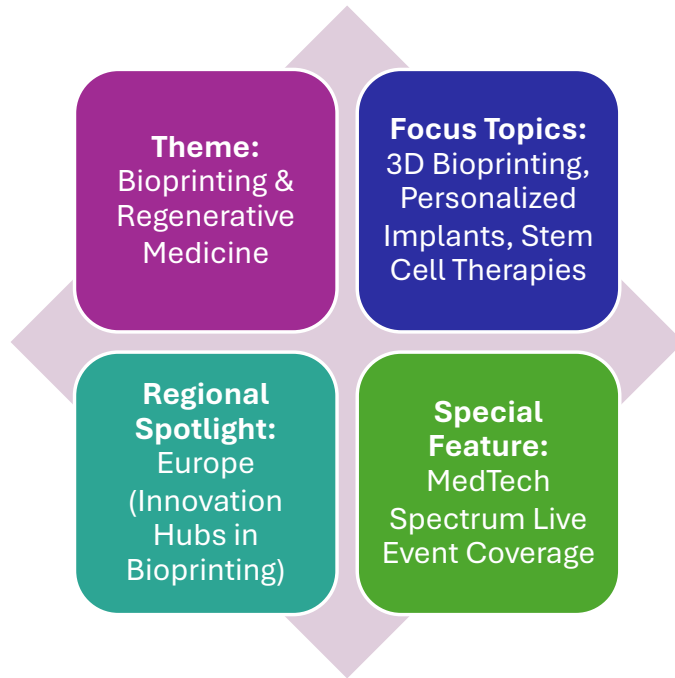 Theme:
Bioprinting &
Regenerative
Medicine
Focus Topics:
3D Bioprinting,
Personalized
Implants, Stem
Cell Therapies
Regional
Spotlight:
Europe
(Innovation
Hubs in
Bioprinting)
Special
Feature:
MedTech
Spectrum Live
Event Coverage